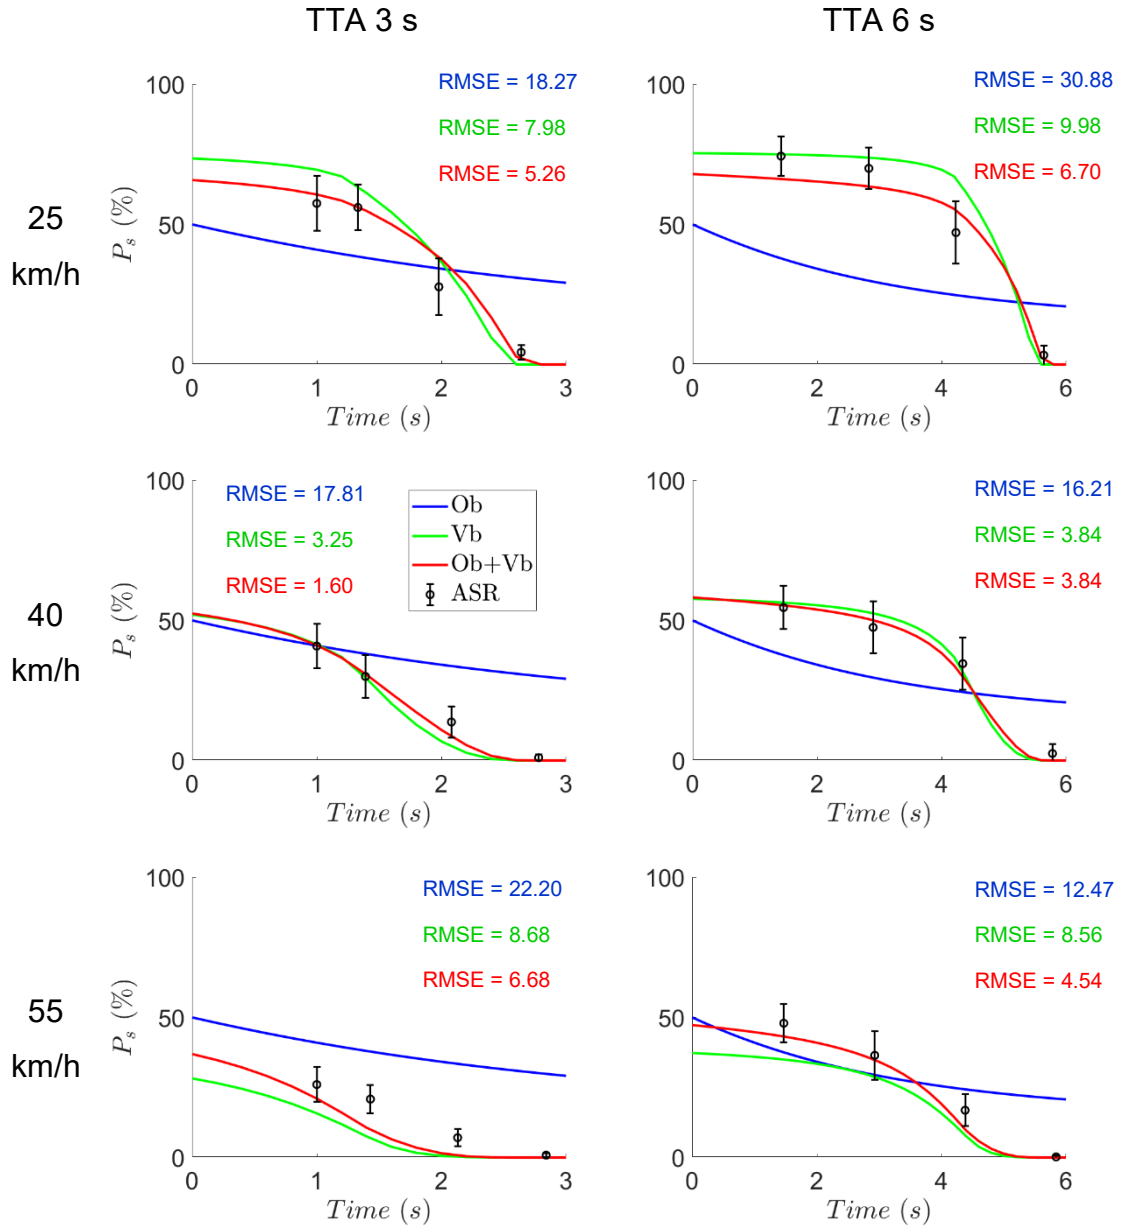 TTA 3 s
TTA 6 s
25
km/h
100
50
0
P_s (%)
RMSE = 18.27
RMSE = 7.98
RMSE = 5.26
0 1 2 3
Time (s)
100
50
0
P_s (%)
RMSE = 30.88
RMSE = 9.98
RMSE = 6.70
0 2 4 6
Time (s)
40
km/h
100
50
0
P_s (%)
RMSE = 17.81
RMSE = 3.25
RMSE = 1.60
Ob
Vb
Ob+Vb
ASR
0 1 2 3
Time (s)
100
50
0
P_s (%)
RMSE = 16.21
RMSE = 3.84
RMSE = 3.84
0 2 4 6
Time (s)
55
km/h
100
50
0
P_s (%)
RMSE = 22.20
RMSE = 8.68
RMSE = 6.68
0 1 2 3
Time (s)
100
50
0
P_s (%)
RMSE = 12.47
RMSE = 8.56
RMSE = 4.54
0 2 4 6
Time (s)